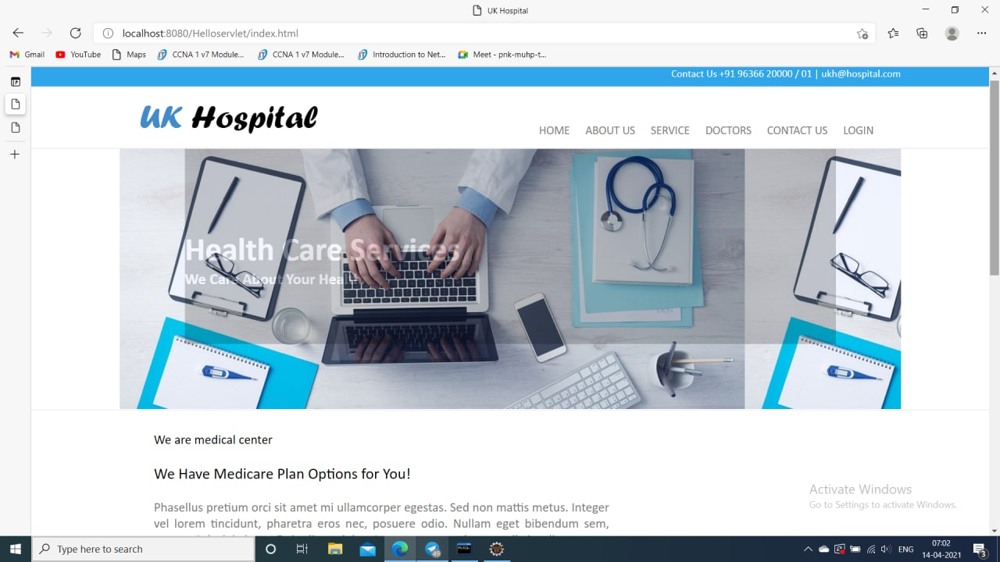 UK Hospital
localhost:8080/Helloservlet/index.html
Gmail YouTube Maps CCNA 1 v7 Module... CCNA 1 v7 Module... Introduction to Net... Meet - pnk-muhp-t...
Contact Us +91 96366 20000 / 01 | ukh@hospital.com
UK Hospital
HOME ABOUT US SERVICE DOCTORS CONTACT US LOGIN
Health Care Services
We Care About Your Health
We are medical center
We Have Medicare Plan Options for You!
Phasellus pretium orci sit amet mi ullamcorper egestas. Sed non mattis metus. Integer
vel lorem tincidunt, pharetra eros nec, posuere odio. Nullam eget bibendum sem,
Activate Windows
Go to Settings to activate Windows.
Type here to search
ENG
07:02
14-04-2021
3